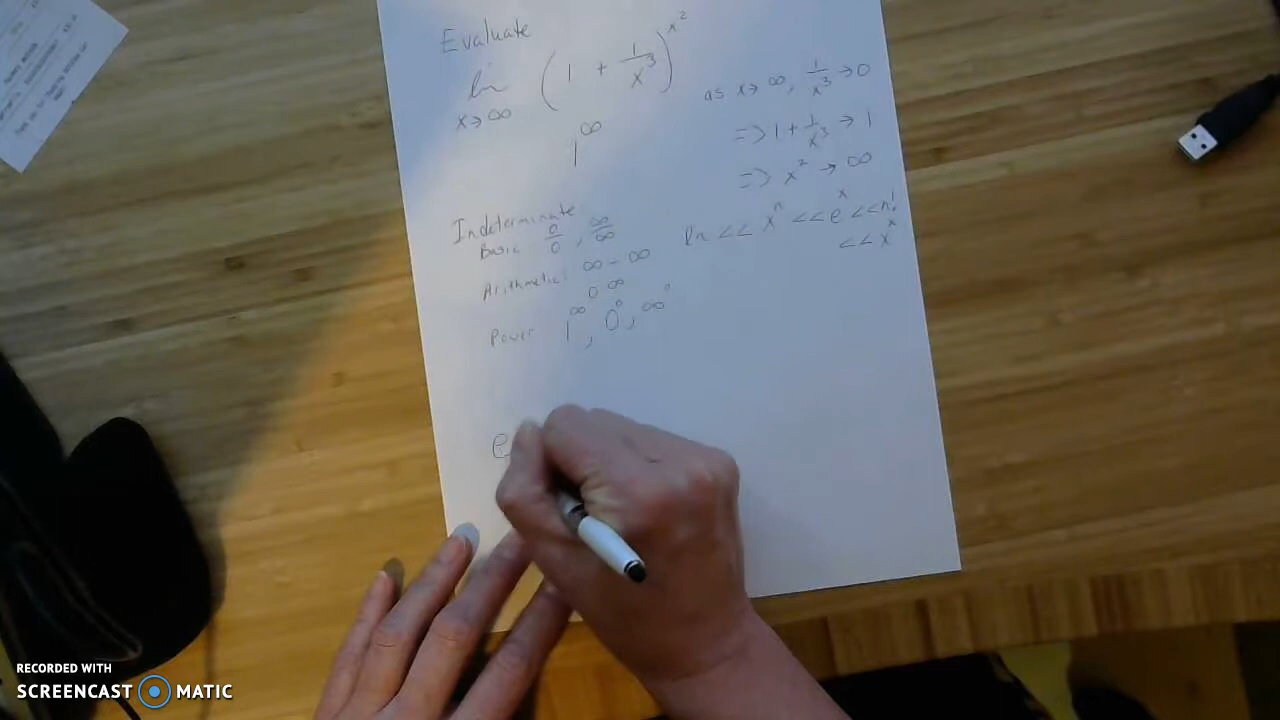 Evaluate
lim (1 + 1/x³)^x²
x→∞
1^∞
as x→∞, 1/x³ →0
=> 1 + 1/x³ → 1
=> x² → ∞
ln << xⁿ << eˣ << n!
<< xˣ
Indeterminate
Basic 0/0, ∞/∞
Arithmetic: ∞ - ∞
0 ∞
Power 1^∞, 0⁰, ∞⁰
e
RECORDED WITH
SCREENCAST MATIC